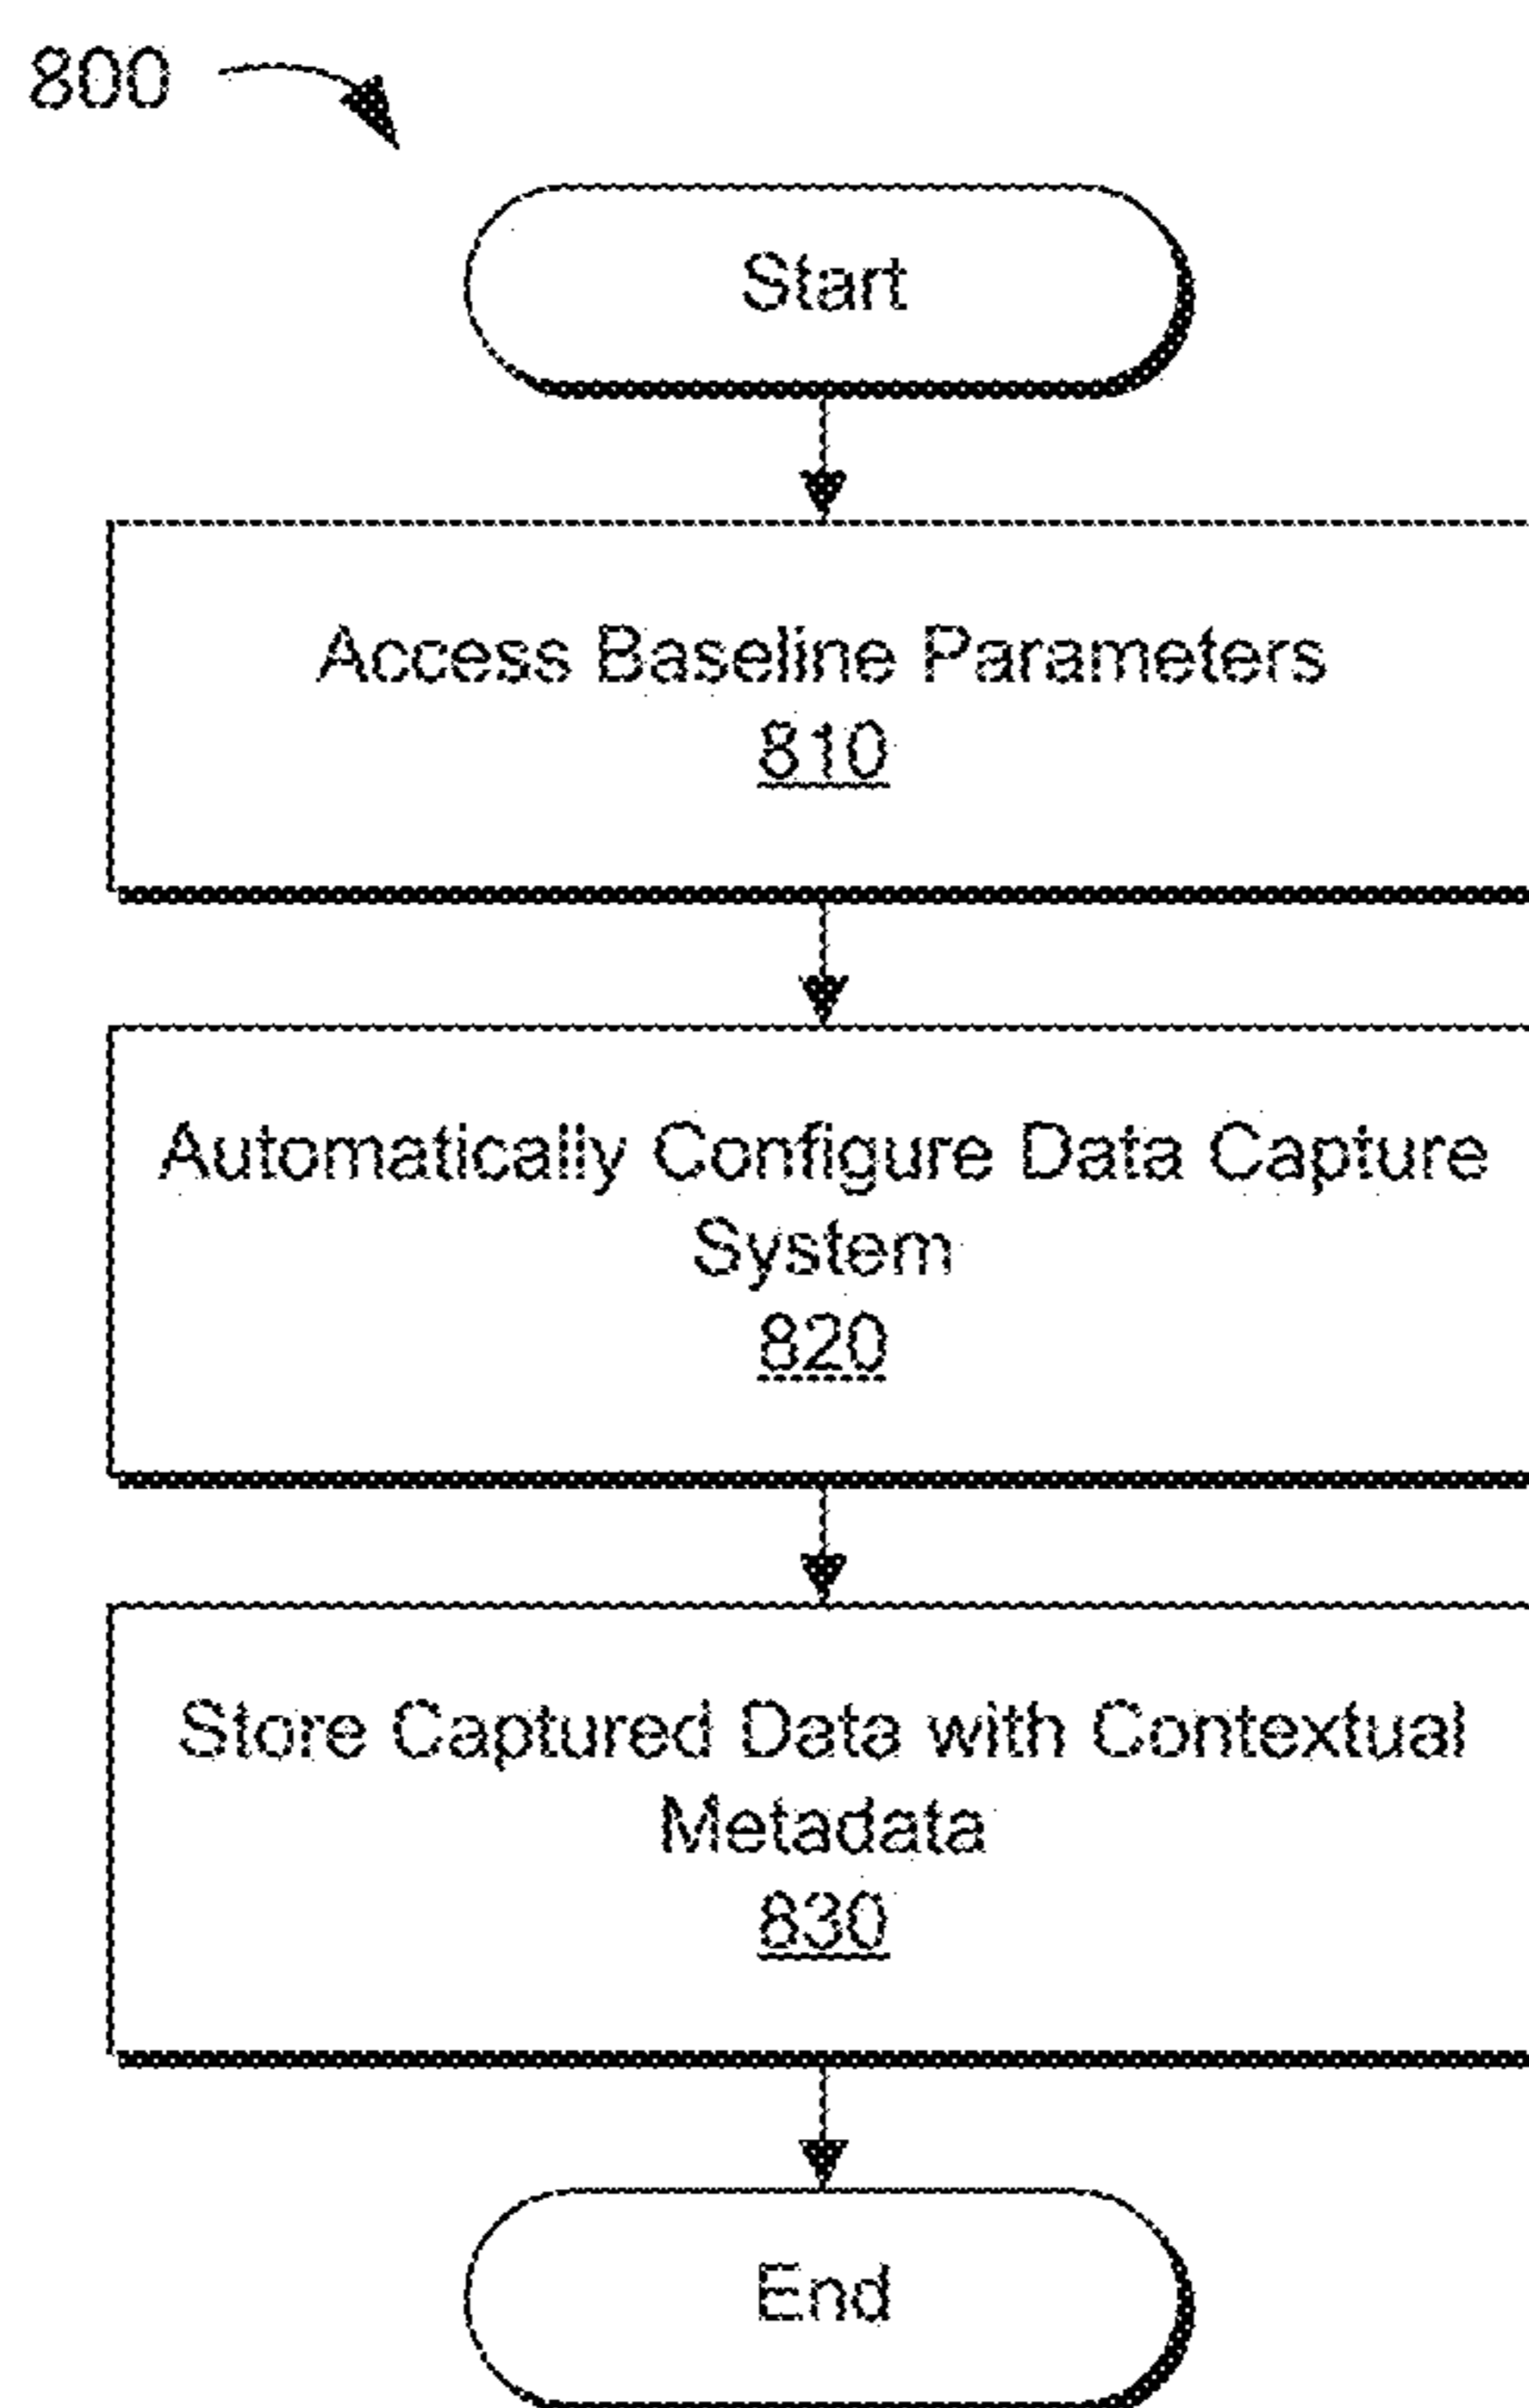 800
Start
Access Baseline Parameters
810
Automatically Configure Data Capture
System
820
Store Captured Data with Contextual
Metadata
830
End